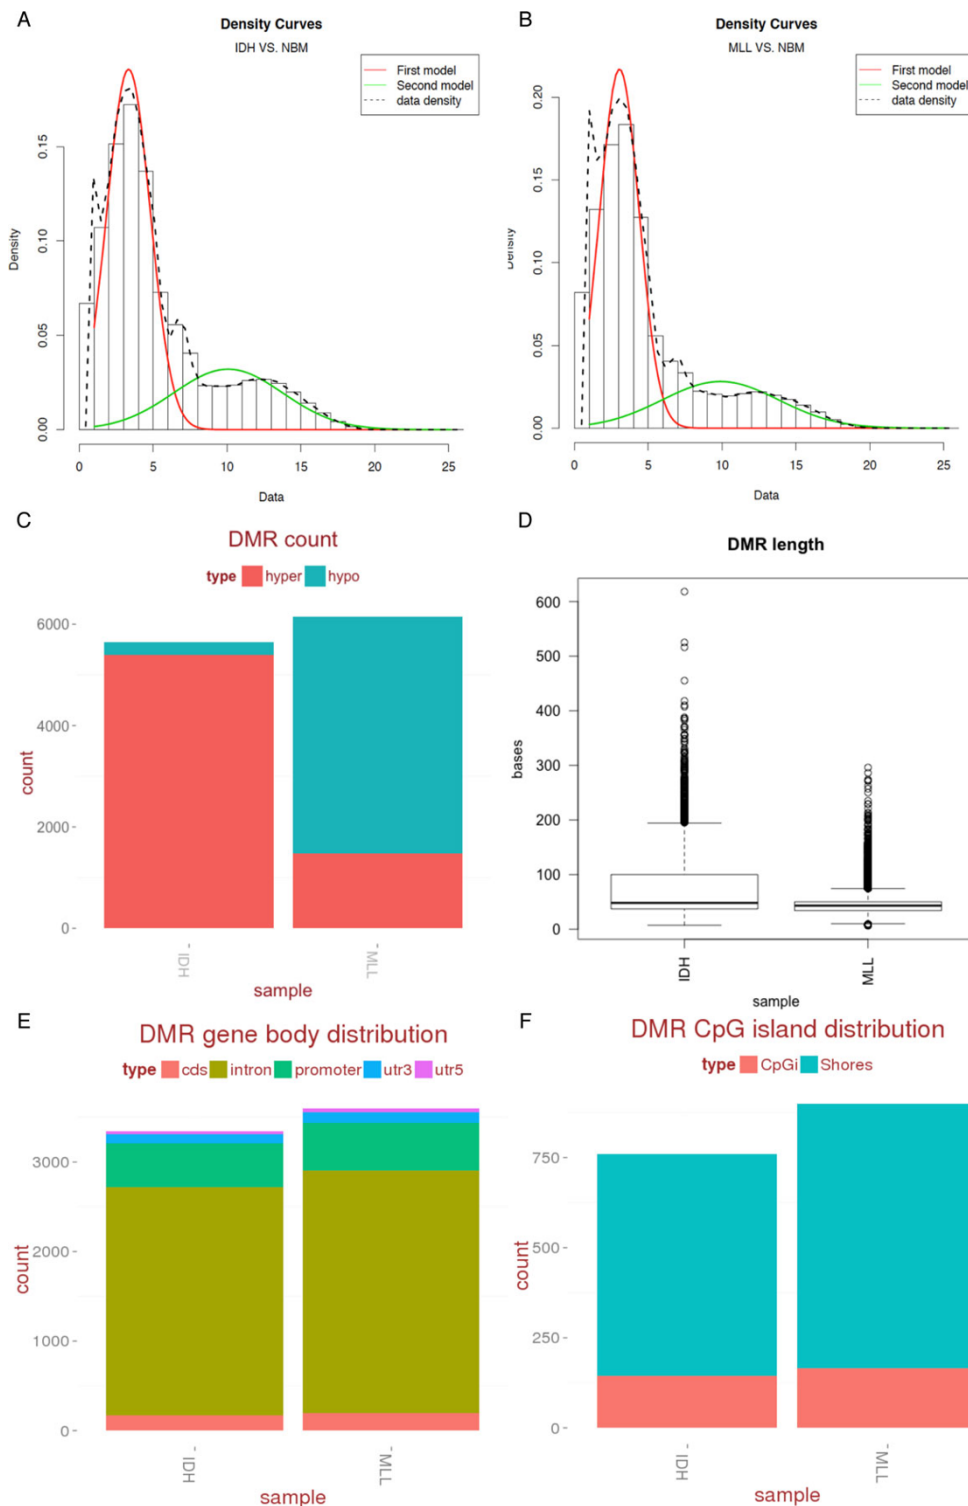 A
Density Curves
IDH VS. NBM
First model
Second model
data density
Density
0.00
0.05
0.10
0.15
0 5 10 15 20 25
Data
B
Density Curves
MLL VS. NBM
First model
Second model
data density
Density
0.00
0.05
0.10
0.15
0.20
0 5 10 15 20 25
Data
C
DMR count
type hyper hypo
6000
4000
2000
0
count
IDH
MLL
sample
D
DMR length
600
500
400
300
200
100
0
bases
IDH
MLL
sample
E
DMR gene body distribution
type cds intron promoter utr3 utr5
3000
2000
1000
0
count
IDH
MLL
sample
F
DMR CpG island distribution
type CpGi Shores
750
500
250
0
count
IDH
MLL
sample